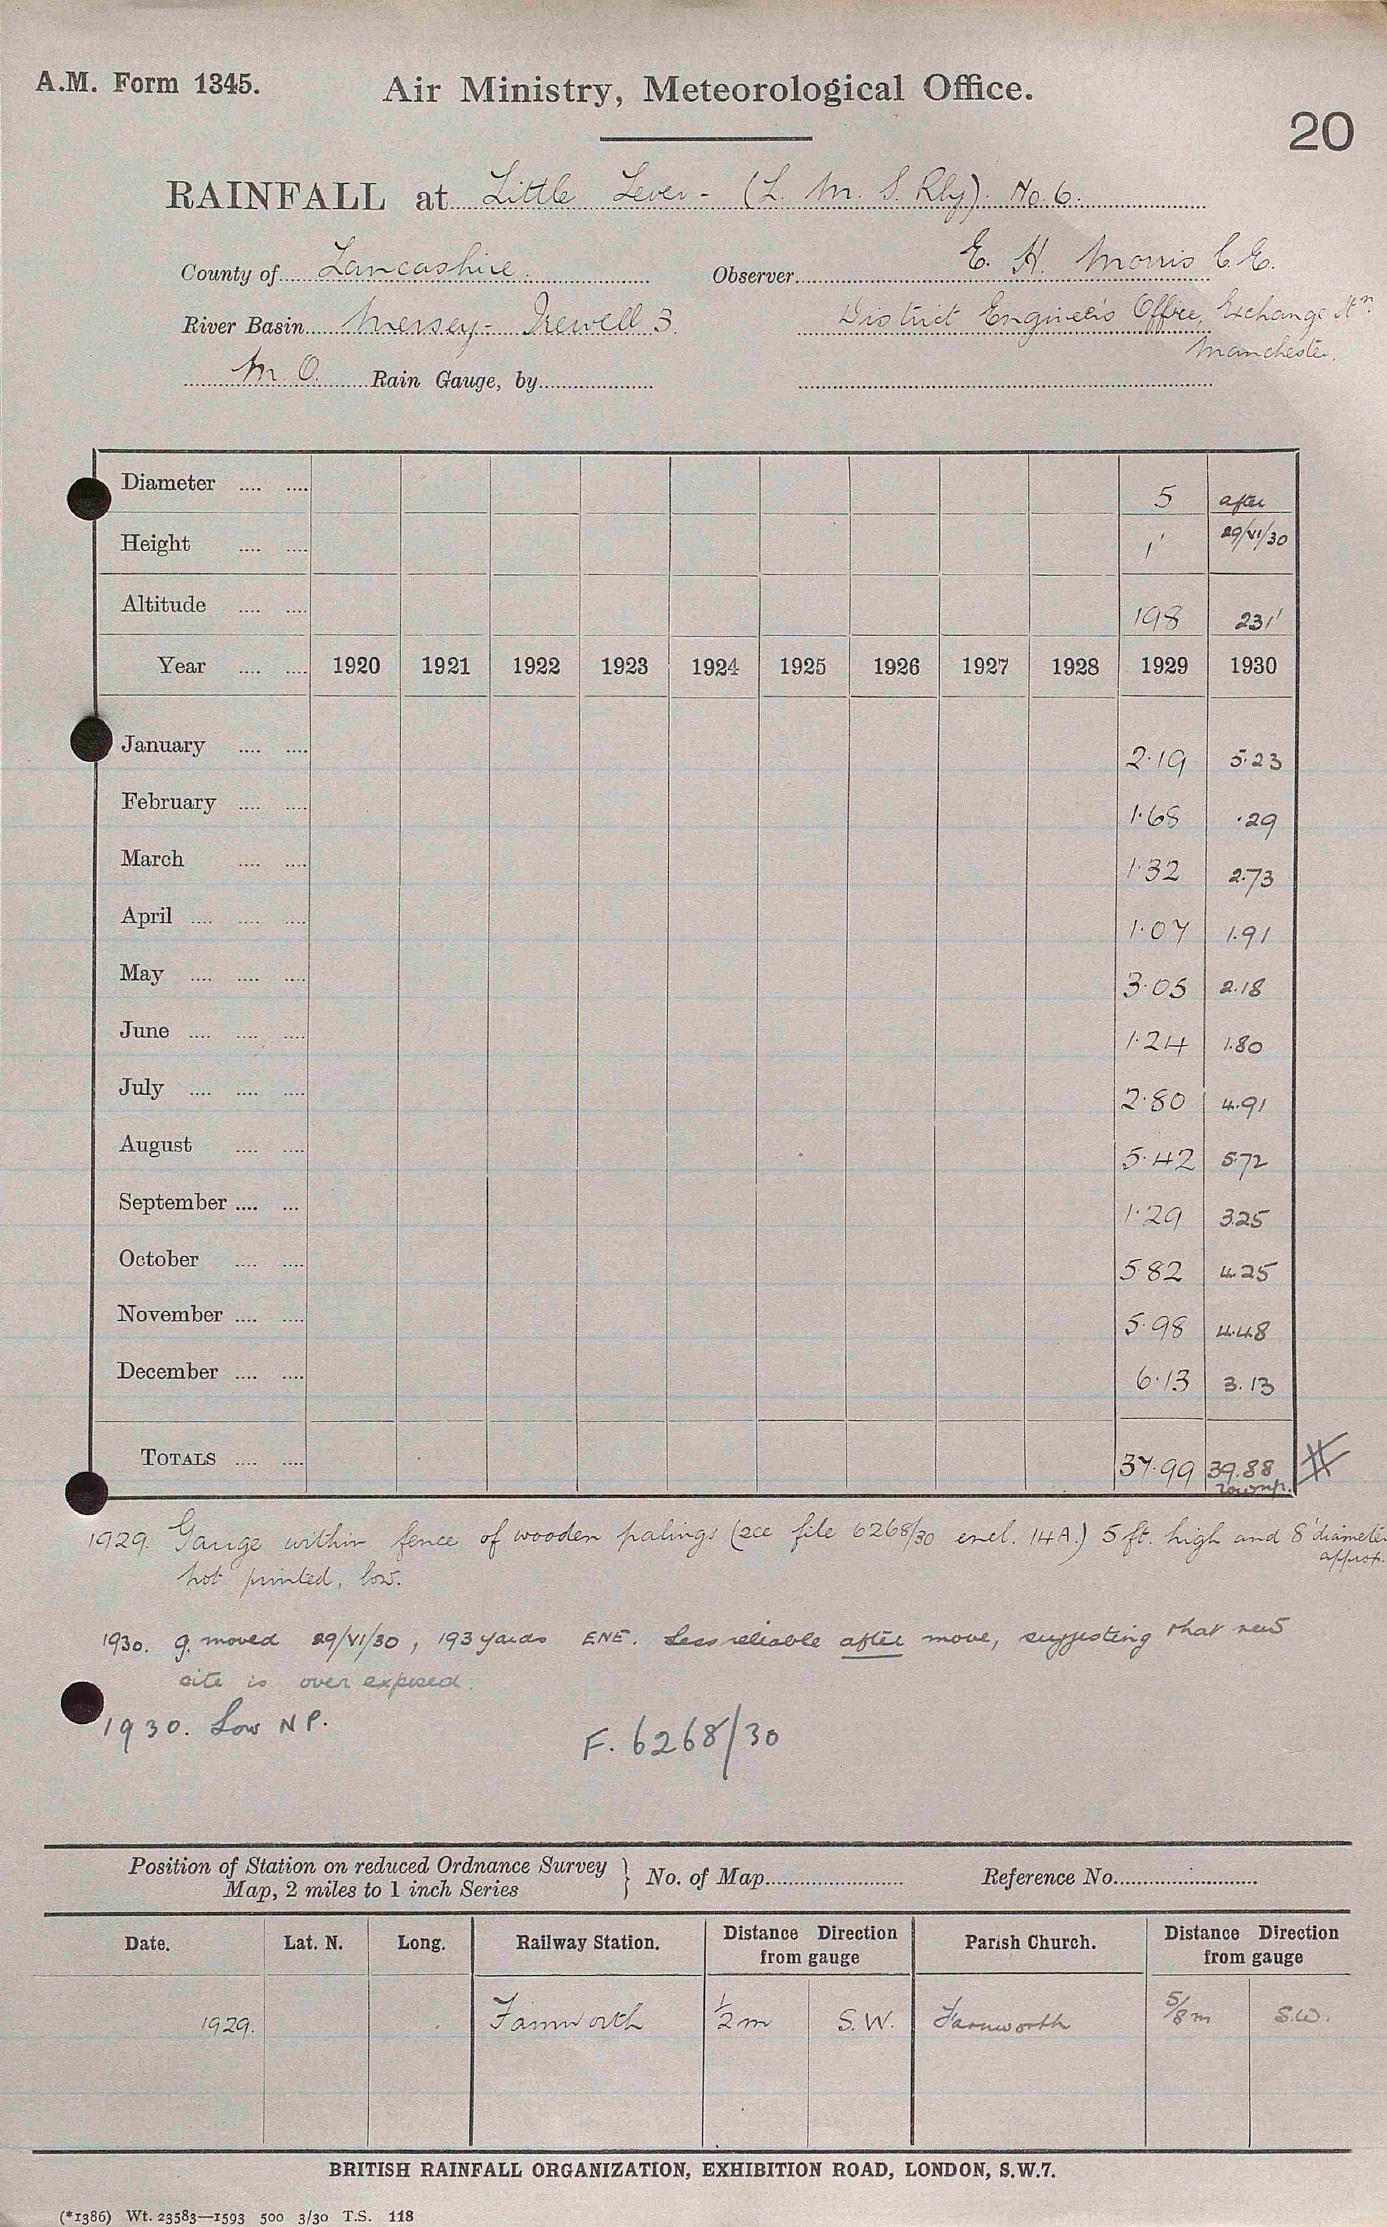 A.M. Form 1345.
Air Ministry, Meteorological Office.
20
RAINFALL at Little Lever - (L. M. S. Rly). No. 6.
County of Lancashire. Observer E. H. Morris C.E.
River Basin Mersey - Irwell 3. District Engineer's Office, Exchange Stn.
Manchester.
M O. Rain Gauge, by
Diameter .... .... 5 after
Height .... .... 1' 29/VI/30
Altitude .... .... 198 231'
Year .... .... 1920 1921 1922 1923 1924 1925 1926 1927 1928 1929 1930
January .... .... 2.19 5.23
February .... .... 1.68 .29
March .... .... 1.32 2.73
April .... .... .... 1.07 1.91
May .... .... .... 3.05 2.18
June .... .... .... 1.24 1.80
July .... .... .... 2.80 4.91
August .... .... 5.42 5.72
September .... ... 1.29 3.25
October .... .... 5.82 4.25
November .... .... 5.98 4.48
December .... .... 6.13 3.13
TOTALS .... .... 37.99 39.88 #
1929. Gauge within fence of wooden palings (see file 6268/30 encl. 14A.) 5 ft. high and 8' diameter
approx.
not printed, low.
1930. g. moved 29/VI/30, 193 yards ENE. Less reliable after move, suggesting that new
site is over exposed.
1930. Low N P.
F. 6268/30
Position of Station on reduced Ordnance Survey
Map, 2 miles to 1 inch Series } No. of Map Reference No.
Date. Lat. N. Long. Railway Station. Distance Direction from gauge Parish Church. Distance Direction from gauge
1929. Farnworth 1/2 m S.W. Farnworth 5/8 m S.W.
BRITISH RAINFALL ORGANIZATION, EXHIBITION ROAD, LONDON, S.W.7.
(*1386) Wt. 23583—1593 500 3/30 T.S. 118